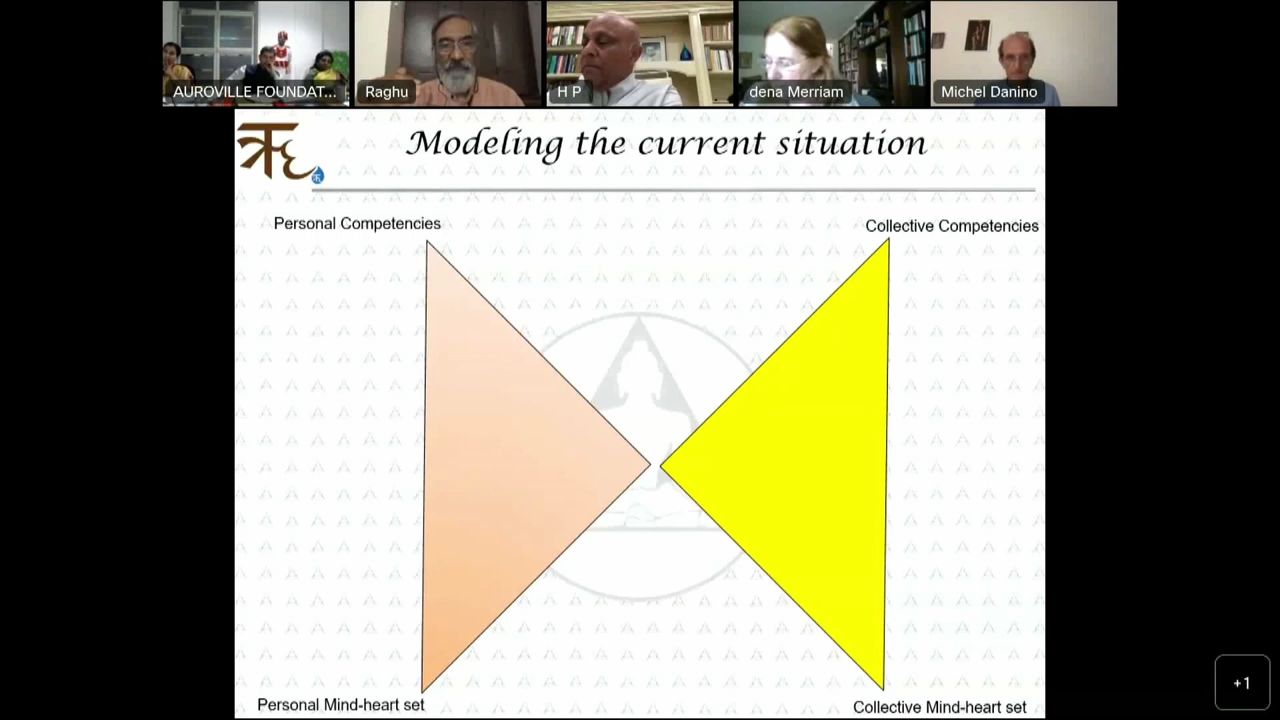 AUROVILLE FOUNDAT...
Raghu
H P
dena Merriam
Michel Danino
Modeling the current situation
Personal Competencies
Collective Competencies
Personal Mind-heart set
Collective Mind-heart set
+1